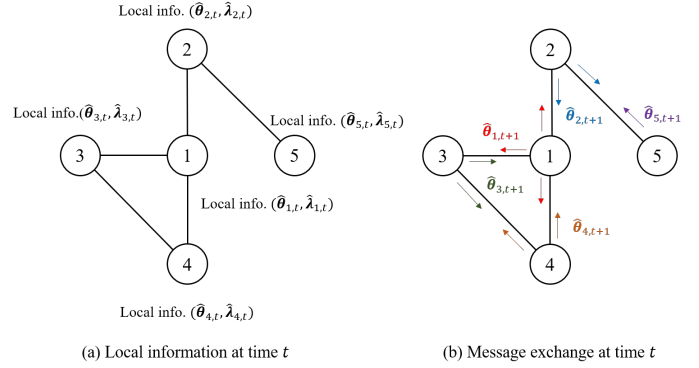 Local info. (θ̂₂,ₜ, λ̂₂,ₜ)
2
Local info.(θ̂₃,ₜ, λ̂₃,ₜ)
Local info. (θ̂₅,ₜ, λ̂₅,ₜ)
3
1
5
Local info. (θ̂₁,ₜ, λ̂₁,ₜ)
4
Local info. (θ̂₄,ₜ, λ̂₄,ₜ)
(a) Local information at time t
2
θ̂₂,ₜ₊₁
θ̂₅,ₜ₊₁
θ̂₁,ₜ₊₁
3
1
5
θ̂₃,ₜ₊₁
θ̂₄,ₜ₊₁
4
(b) Message exchange at time t